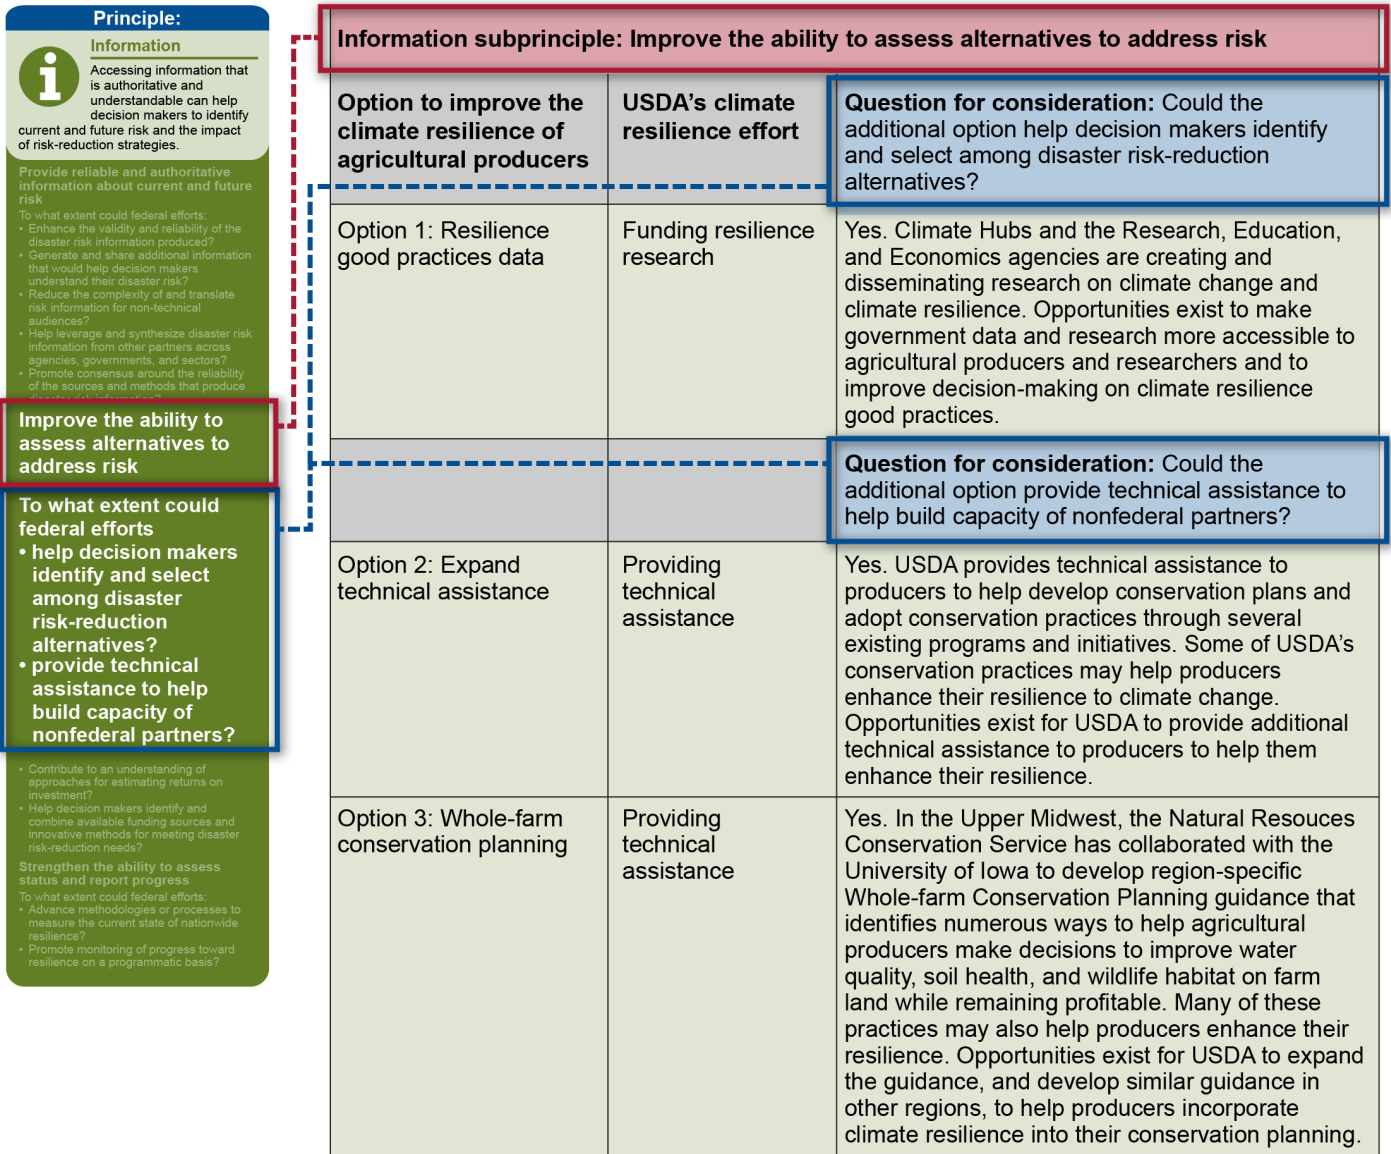 Principle:
Information
Accessing information that
is authoritative and
understandable can help
decision makers to identify
current and future risk and the impact
of risk-reduction strategies.
Provide reliable and authoritative
information about current and future
risk
To what extent could federal efforts:
• Enhance the validity and reliability of the
disaster risk information produced?
• Generate and share additional information
that would help decision makers
understand their disaster risk?
• Reduce the complexity of and translate
risk information for non-technical
audiences?
• Help leverage and synthesize disaster risk
information from other partners across
agencies, governments, and sectors?
• Promote consensus around the reliability
of the sources and methods that produce
disaster risk information?
Improve the ability to
assess alternatives to
address risk
To what extent could
federal efforts
• help decision makers
identify and select
among disaster
risk-reduction
alternatives?
• provide technical
assistance to help
build capacity of
nonfederal partners?
• Contribute to an understanding of
approaches for estimating returns on
investment?
• Help decision makers identify and
combine available funding sources and
innovative methods for meeting disaster
risk-reduction needs?
Strengthen the ability to assess
status and report progress
To what extent could federal efforts:
• Advance methodologies or processes to
measure the current state of nationwide
resilience?
• Promote monitoring of progress toward
resilience on a programmatic basis?
Information subprinciple: Improve the ability to assess alternatives to address risk
Option to improve the
climate resilience of
agricultural producers
USDA’s climate
resilience effort
Question for consideration: Could the
additional option help decision makers identify
and select among disaster risk-reduction
alternatives?
Option 1: Resilience
good practices data
Funding resilience
research
Yes. Climate Hubs and the Research, Education,
and Economics agencies are creating and
disseminating research on climate change and
climate resilience. Opportunities exist to make
government data and research more accessible to
agricultural producers and researchers and to
improve decision-making on climate resilience
good practices.
Question for consideration: Could the
additional option provide technical assistance to
help build capacity of nonfederal partners?
Option 2: Expand
technical assistance
Providing
technical
assistance
Yes. USDA provides technical assistance to
producers to help develop conservation plans and
adopt conservation practices through several
existing programs and initiatives. Some of USDA’s
conservation practices may help producers
enhance their resilience to climate change.
Opportunities exist for USDA to provide additional
technical assistance to producers to help them
enhance their resilience.
Option 3: Whole-farm
conservation planning
Providing
technical
assistance
Yes. In the Upper Midwest, the Natural Resouces
Conservation Service has collaborated with the
University of Iowa to develop region-specific
Whole-farm Conservation Planning guidance that
identifies numerous ways to help agricultural
producers make decisions to improve water
quality, soil health, and wildlife habitat on farm
land while remaining profitable. Many of these
practices may also help producers enhance their
resilience. Opportunities exist for USDA to expand
the guidance, and develop similar guidance in
other regions, to help producers incorporate
climate resilience into their conservation planning.